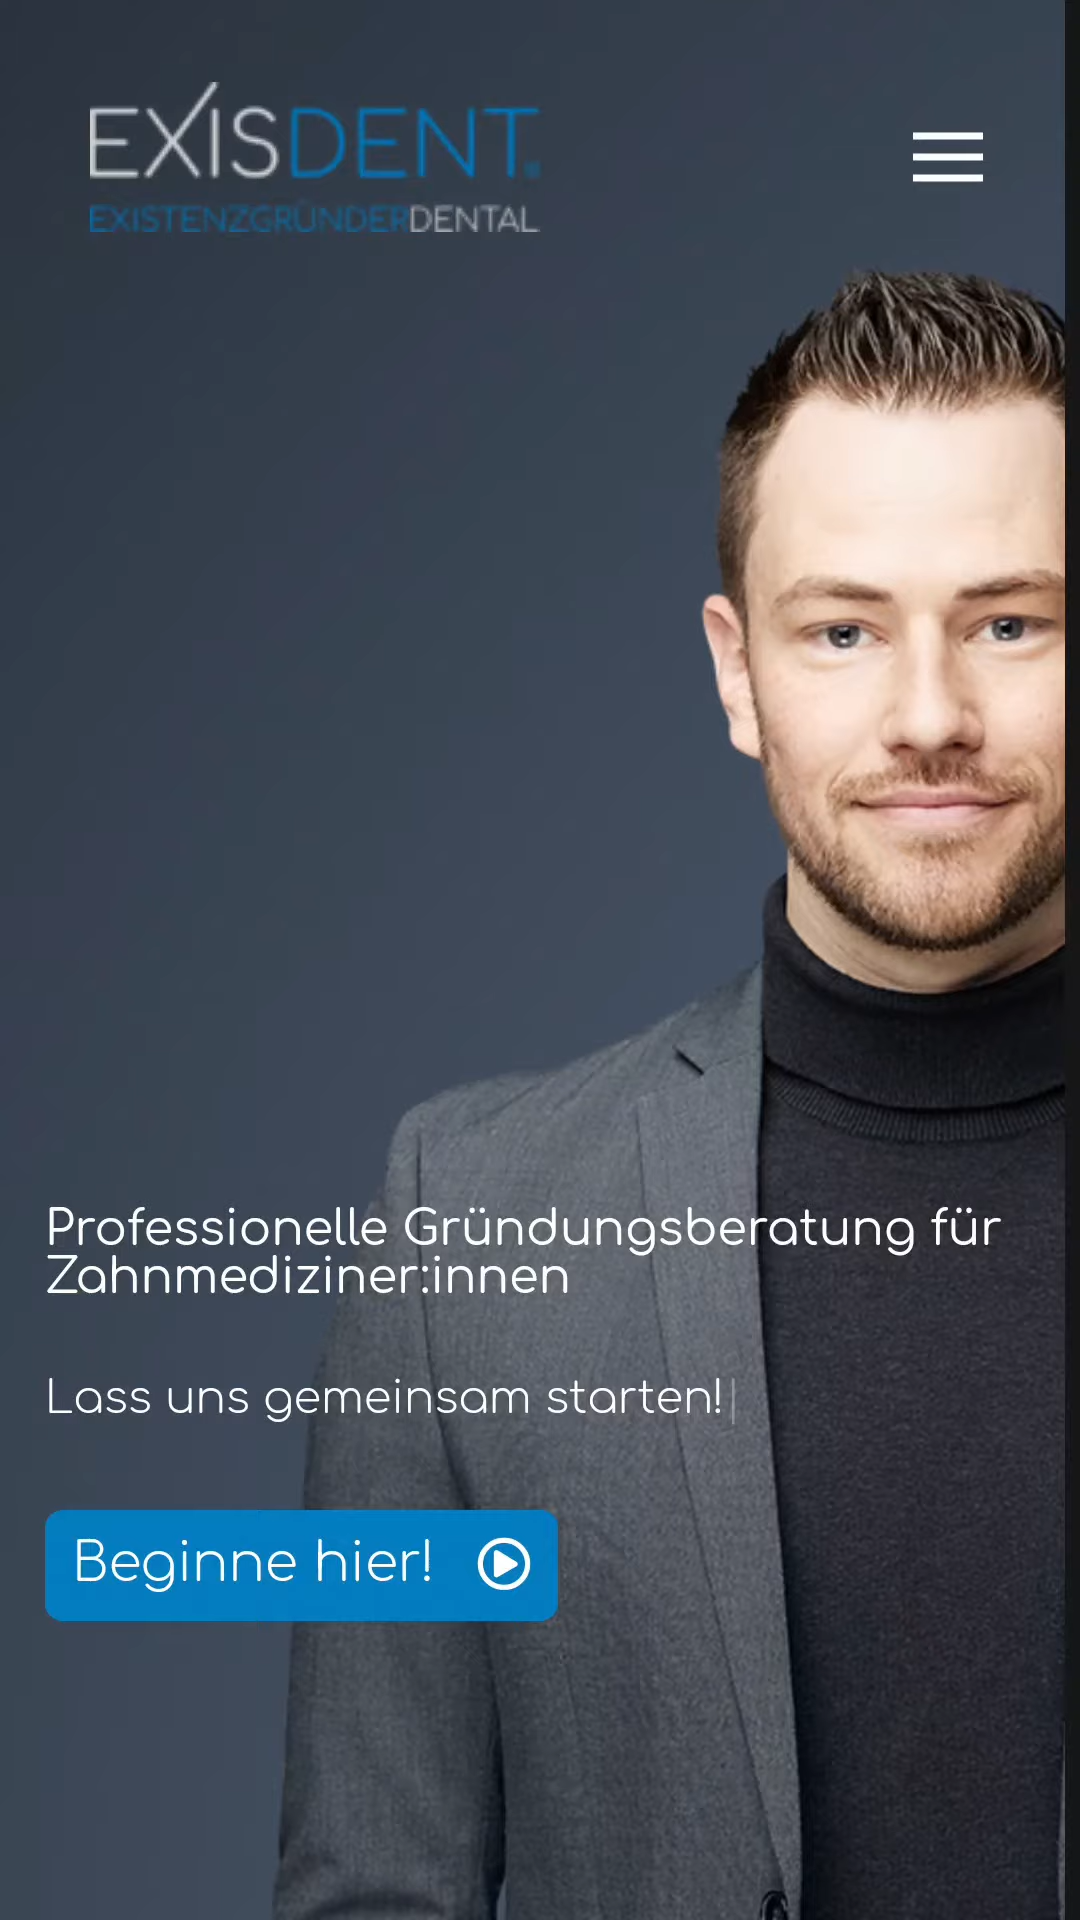 EXISDENT®
EXISTENZGRÜNDERDENTAL
Professionelle Gründungsberatung für
Zahnmediziner:innen
Lass uns gemeinsam starten!
Beginne hier!